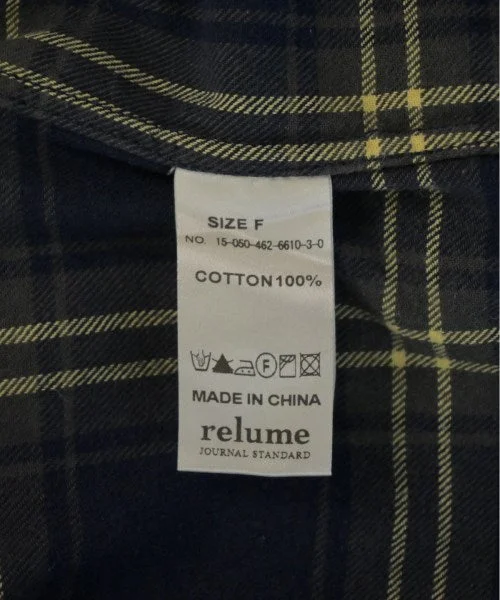 SIZE F
NO. 15-050-462-6610-3-0
COTTON100%
F
MADE IN CHINA
relume
JOURNAL STANDARD